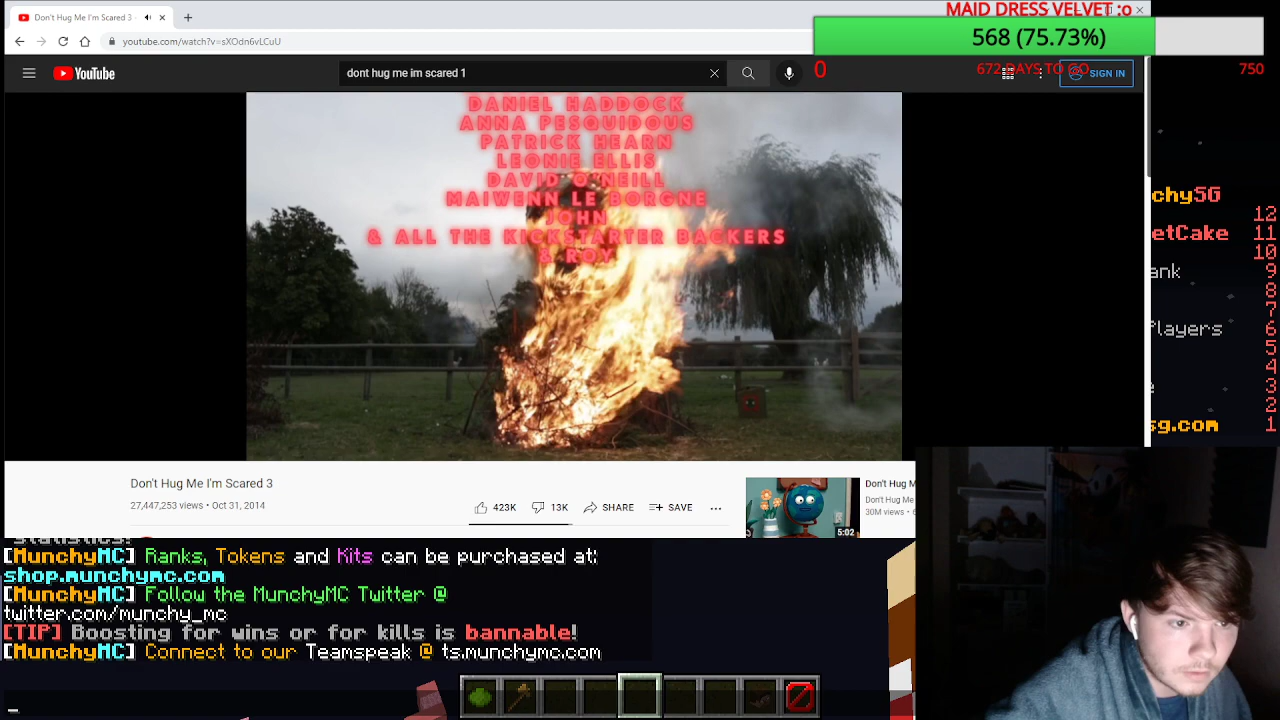 Don't Hug Me I'm Scared 3 -
MAID DRESS VELVET :o
568 (75.73%)
youtube.com/watch?v=sXOdn6vLCuU
0
672 DAYS TO GO
750
YouTube
dont hug me im scared 1
SIGN IN
DANIEL HADDOCK
ANNA PESQUIDOUS
PATRICK HEARN
LEONIE ELLIS
DAVID O'NEILL
MAIWENN LE BORGNE
JOHN
& ALL THE KICKSTARTER BACKERS
& ROY
chySG
12
etCake 11
10
ank 9
8
7
Players 6
5
4
3
2
sg.com 1
Don't Hug Me I'm Scared 3
27,447,253 views • Oct 31, 2014
423K
13K
SHARE
SAVE
5:02
Don't Hug M
Don't Hug Me
30M views •
statistics!
[MunchyMC] Ranks, Tokens and Kits can be purchased at:
shop.munchymc.com
[MunchyMC] Follow the MunchyMC Twitter @
twitter.com/munchy_mc
[TIP] Boosting for wins or for kills is bannable!
[MunchyMC] Connect to our Teamspeak @ ts.munchymc.com
_